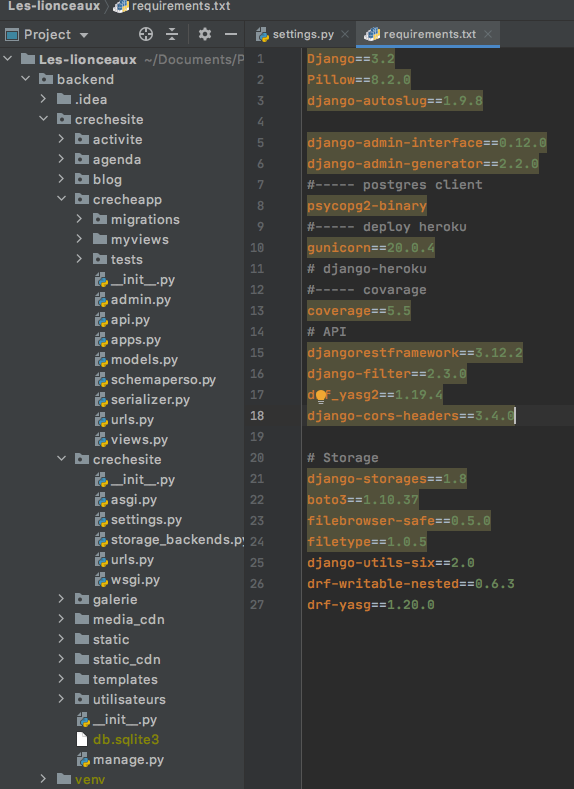 Les-lionceaux requirements.txt
Project
settings.py requirements.txt
Les-lionceaux ~/Documents/P
backend
.idea
crechesite
activite
agenda
blog
crecheapp
migrations
myviews
tests
__init__.py
admin.py
api.py
apps.py
models.py
schemaperso.py
serializer.py
urls.py
views.py
crechesite
__init__.py
asgi.py
settings.py
storage_backends.py
urls.py
wsgi.py
galerie
media_cdn
static
static_cdn
templates
utilisateurs
__init__.py
db.sqlite3
manage.py
venv
1 Django==3.2
2 Pillow==8.2.0
3 django-autoslug==1.9.8
4
5 django-admin-interface==0.12.0
6 django-admin-generator==2.2.0
7 #----- postgres client
8 psycopg2-binary
9 #----- deploy heroku
10 gunicorn==20.0.4
11 # django-heroku
12 #----- covarage
13 coverage==5.5
14 # API
15 djangorestframework==3.12.2
16 django-filter==2.3.0
17 drf_yasg2==1.19.4
18 django-cors-headers==3.4.0
19
20 # Storage
21 django-storages==1.8
22 boto3==1.10.37
23 filebrowser-safe==0.5.0
24 filetype==1.0.5
25 django-utils-six==2.0
26 drf-writable-nested==0.6.3
27 drf-yasg==1.20.0